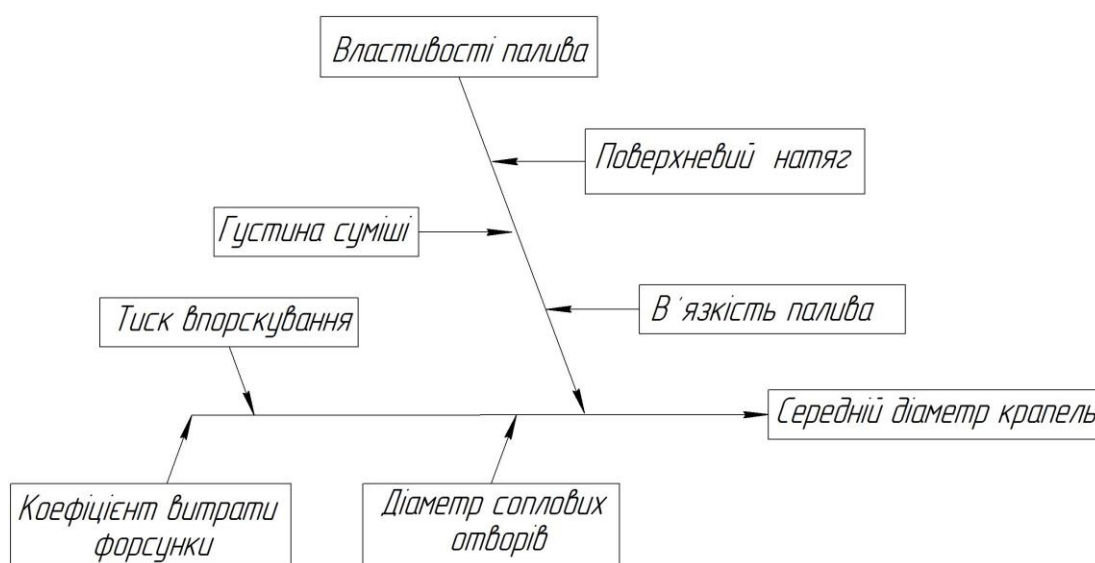 Властивості палива
Поверхневий натяг
Густина суміші
В'язкість палива
Тиск впорскування
Середній діаметр крапель
Коефіцієнт витрати
форсунки
Діаметр соплових
отворів